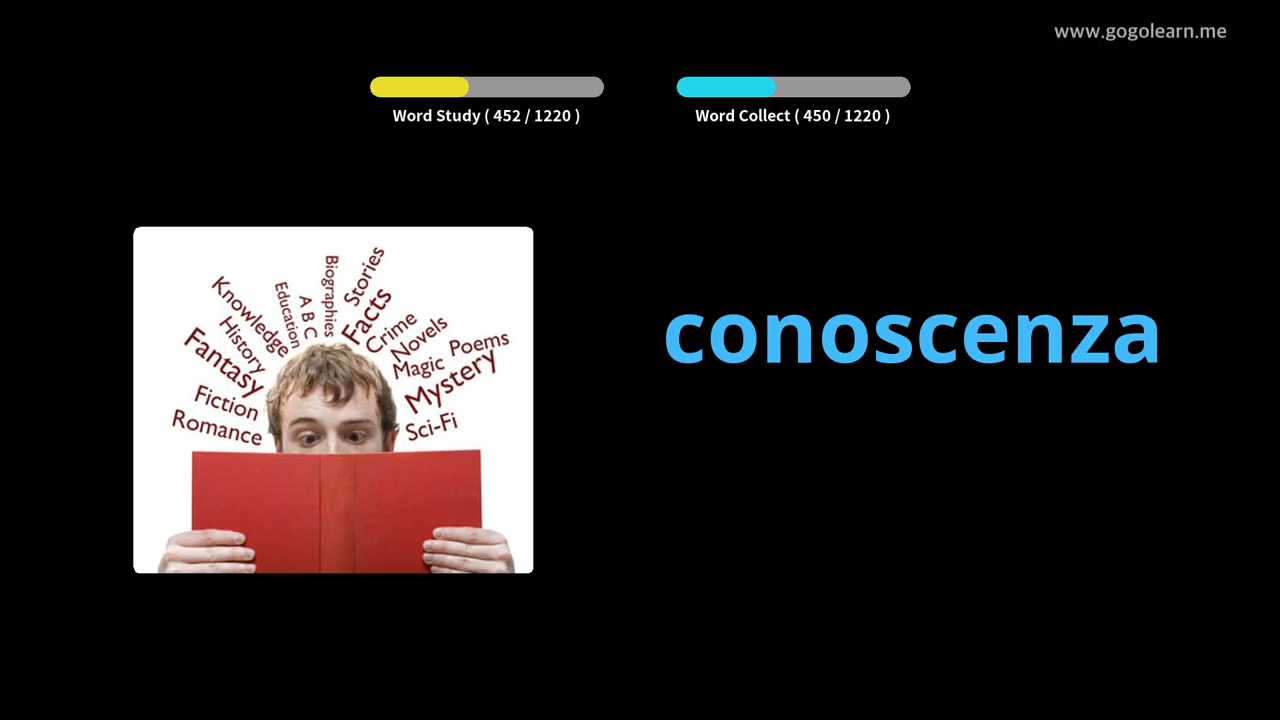 www.gogolearn.me
Word Study ( 452 / 1220 )
Word Collect ( 450 / 1220 )
conoscenza
Romance
Fiction
Fantasy
History
Knowledge
Education
A B C
Biographies
Stories
Facts
Crime
Novels
Magic
Poems
Mystery
Sci-Fi